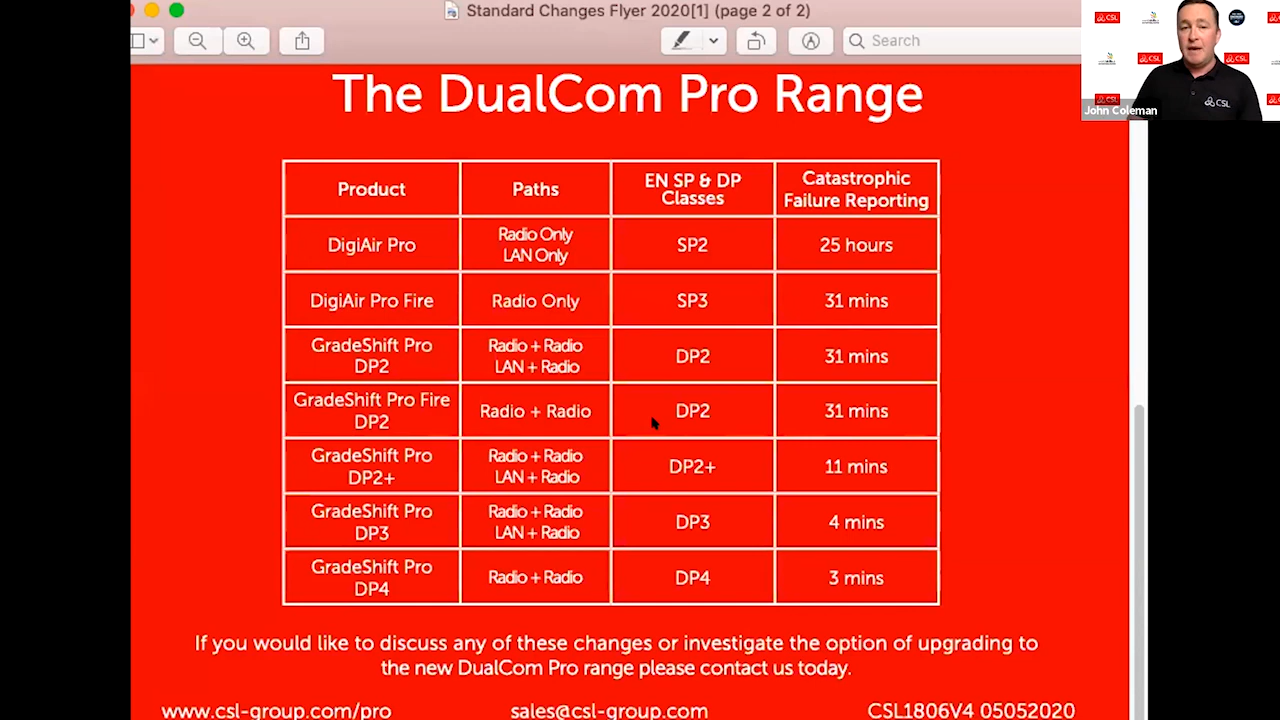 Standard Changes Flyer 2020[1] (page 2 of 2)
Search
CSL
CSL
CSL
CSL
CSL
John Coleman
The DualCom Pro Range
Product Paths EN SP & DP Classes Catastrophic Failure Reporting
DigiAir Pro Radio Only LAN Only SP2 25 hours
DigiAir Pro Fire Radio Only SP3 31 mins
GradeShift Pro DP2 Radio + Radio LAN + Radio DP2 31 mins
GradeShift Pro Fire DP2 Radio + Radio DP2 31 mins
GradeShift Pro DP2+ Radio + Radio LAN + Radio DP2+ 11 mins
GradeShift Pro DP3 Radio + Radio LAN + Radio DP3 4 mins
GradeShift Pro DP4 Radio + Radio DP4 3 mins
If you would like to discuss any of these changes or investigate the option of upgrading to
the new DualCom Pro range please contact us today.
www.csl-group.com/pro sales@csl-group.com CSL1806V4 05052020